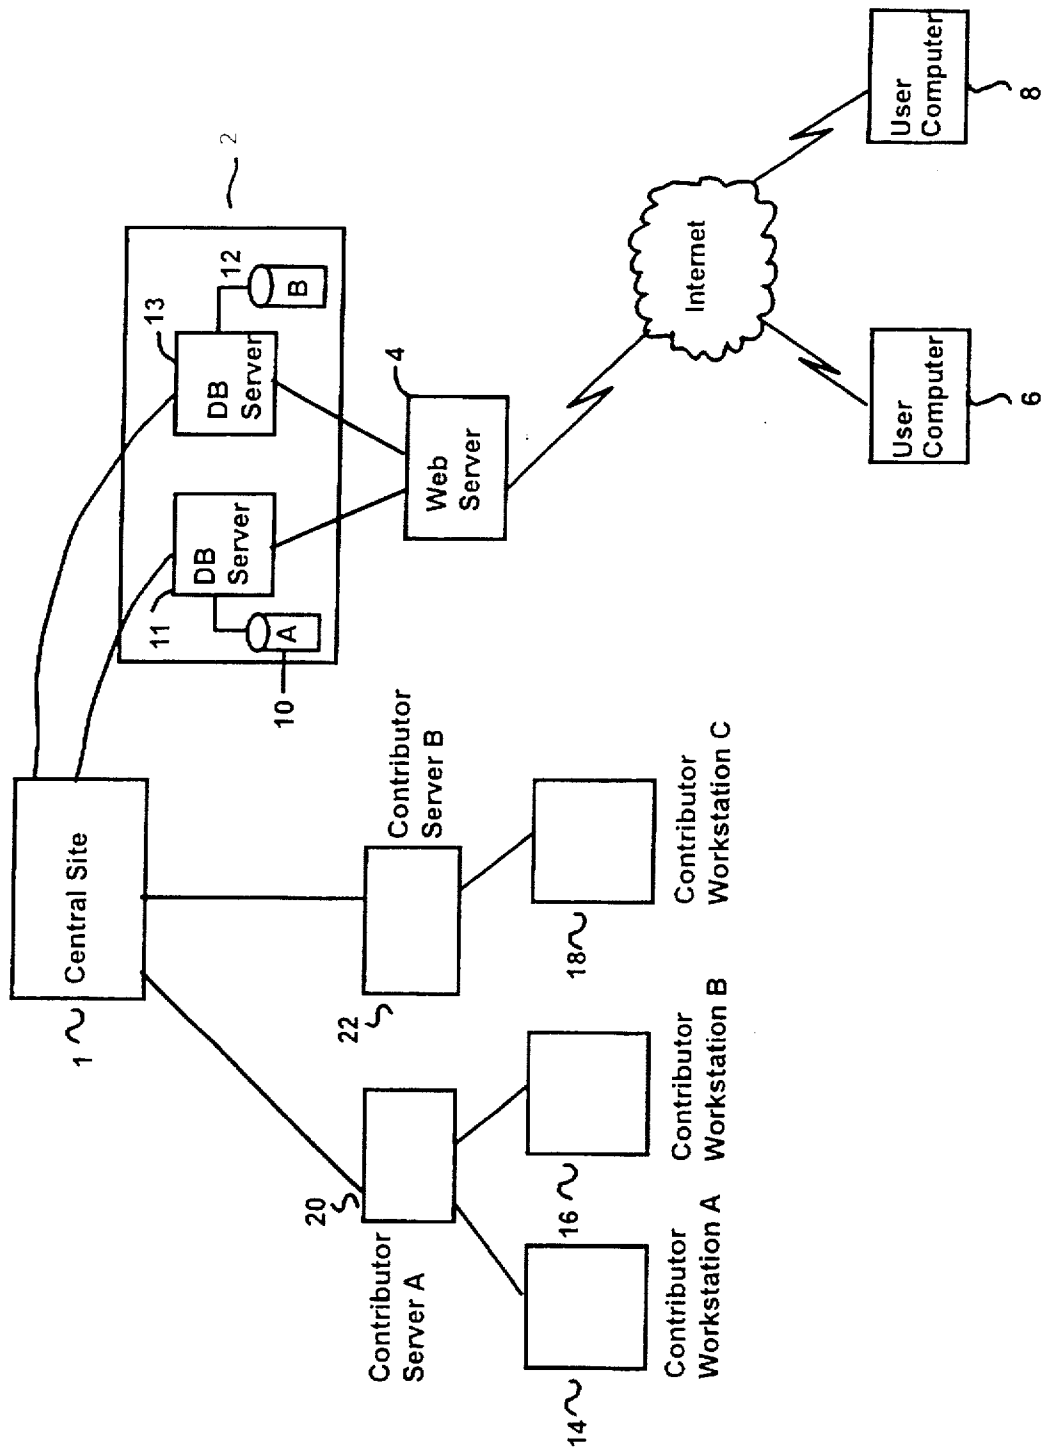 1
Central Site
2
13
DB
Server
12
B
11
DB
Server
A
10
4
Web
Server
Internet
User
Computer
8
User
Computer
6
20
Contributor
Server A
22
Contributor
Server B
14
Contributor
Workstation A
16
Contributor
Workstation B
18
Contributor
Workstation C